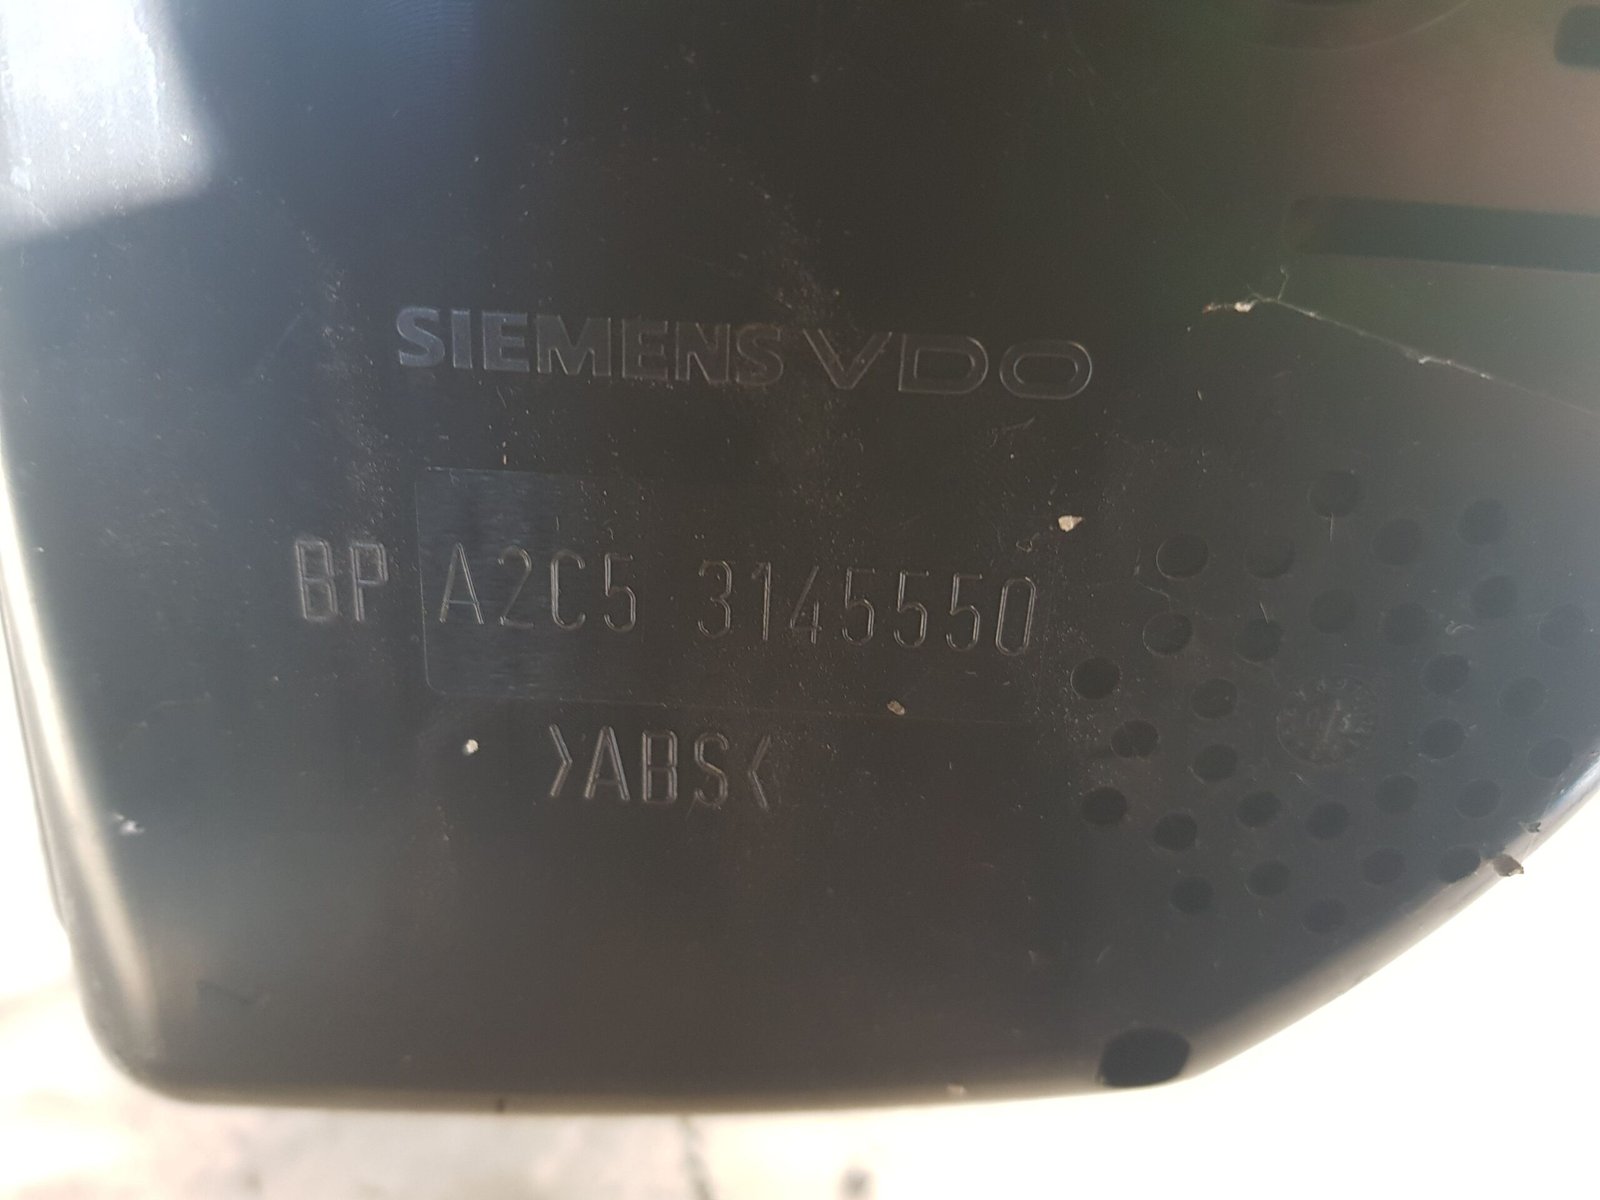 SIEMENS VDO
BP A2C5 3145550
>ABS<